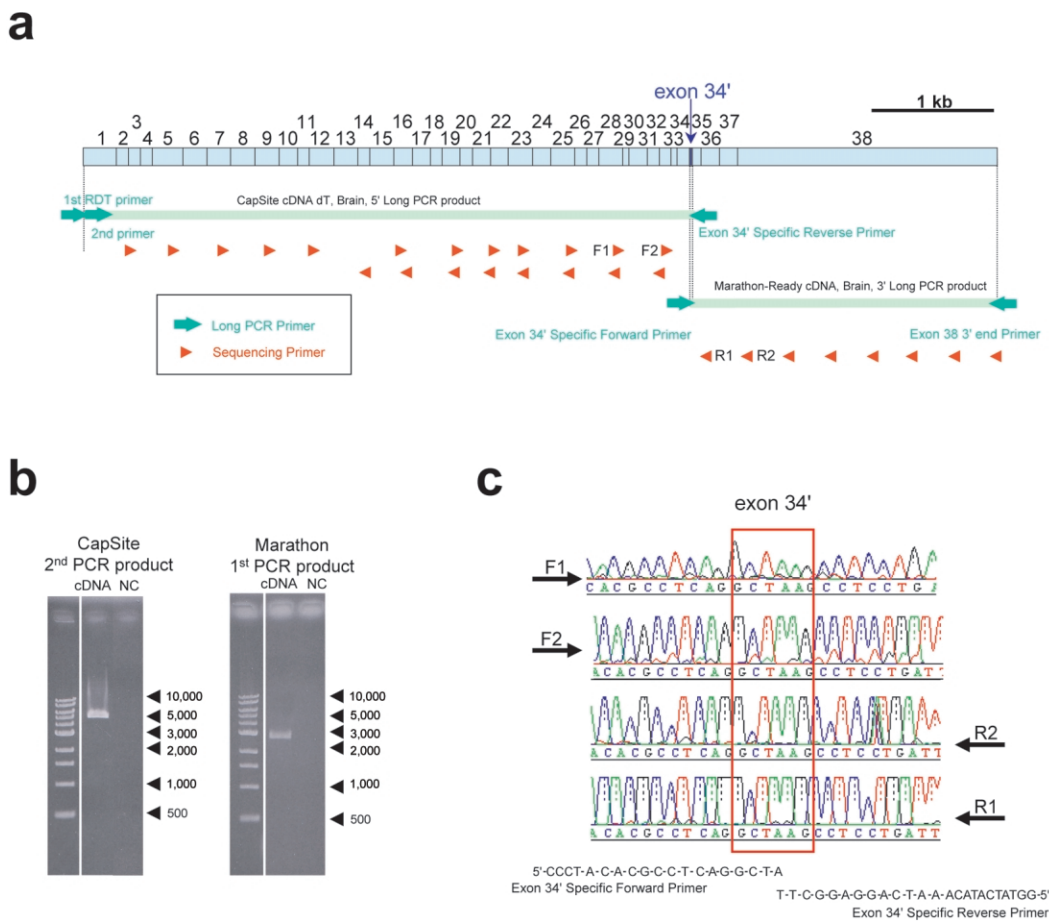 a
exon 34'
1 kb
3 11 14 16 18 20 22 24 26 28 30 32 34 35 37
1 2 4 5 6 7 8 9 10 12 13 15 17 19 21 23 25 27 29 31 33 36 38
1st RDT primer
CapSite cDNA dT, Brain, 5' Long PCR product
2nd primer
Exon 34' Specific Reverse Primer
F1 F2
Marathon-Ready cDNA, Brain, 3' Long PCR product
Long PCR Primer
Sequencing Primer
Exon 34' Specific Forward Primer
Exon 38 3' end Primer
R1 R2
b
CapSite
2nd PCR product
cDNA NC
10,000
5,000
3,000
2,000
1,000
500
Marathon
1st PCR product
cDNA NC
10,000
5,000
3,000
2,000
1,000
500
c
exon 34'
F1
C A C G C C T C A G G C T A A G C C T C C T G A
F2
A C A C G C C T C A G G C T A A G C C T C C T G A T T
R2
A C A C G C C T C A G G C T A A G C C T C C T G A T T
R1
A C A C G C C T C A G G C T A A G C C T C C T G A T T
5'-CCCT-A-C-A-C-G-C-C-T-C-A-G-G-C-T-A
Exon 34' Specific Forward Primer
T-T-C-G-G-A-G-G-A-C-T-A-A-ACATACTATGG-5'
Exon 34' Specific Reverse Primer